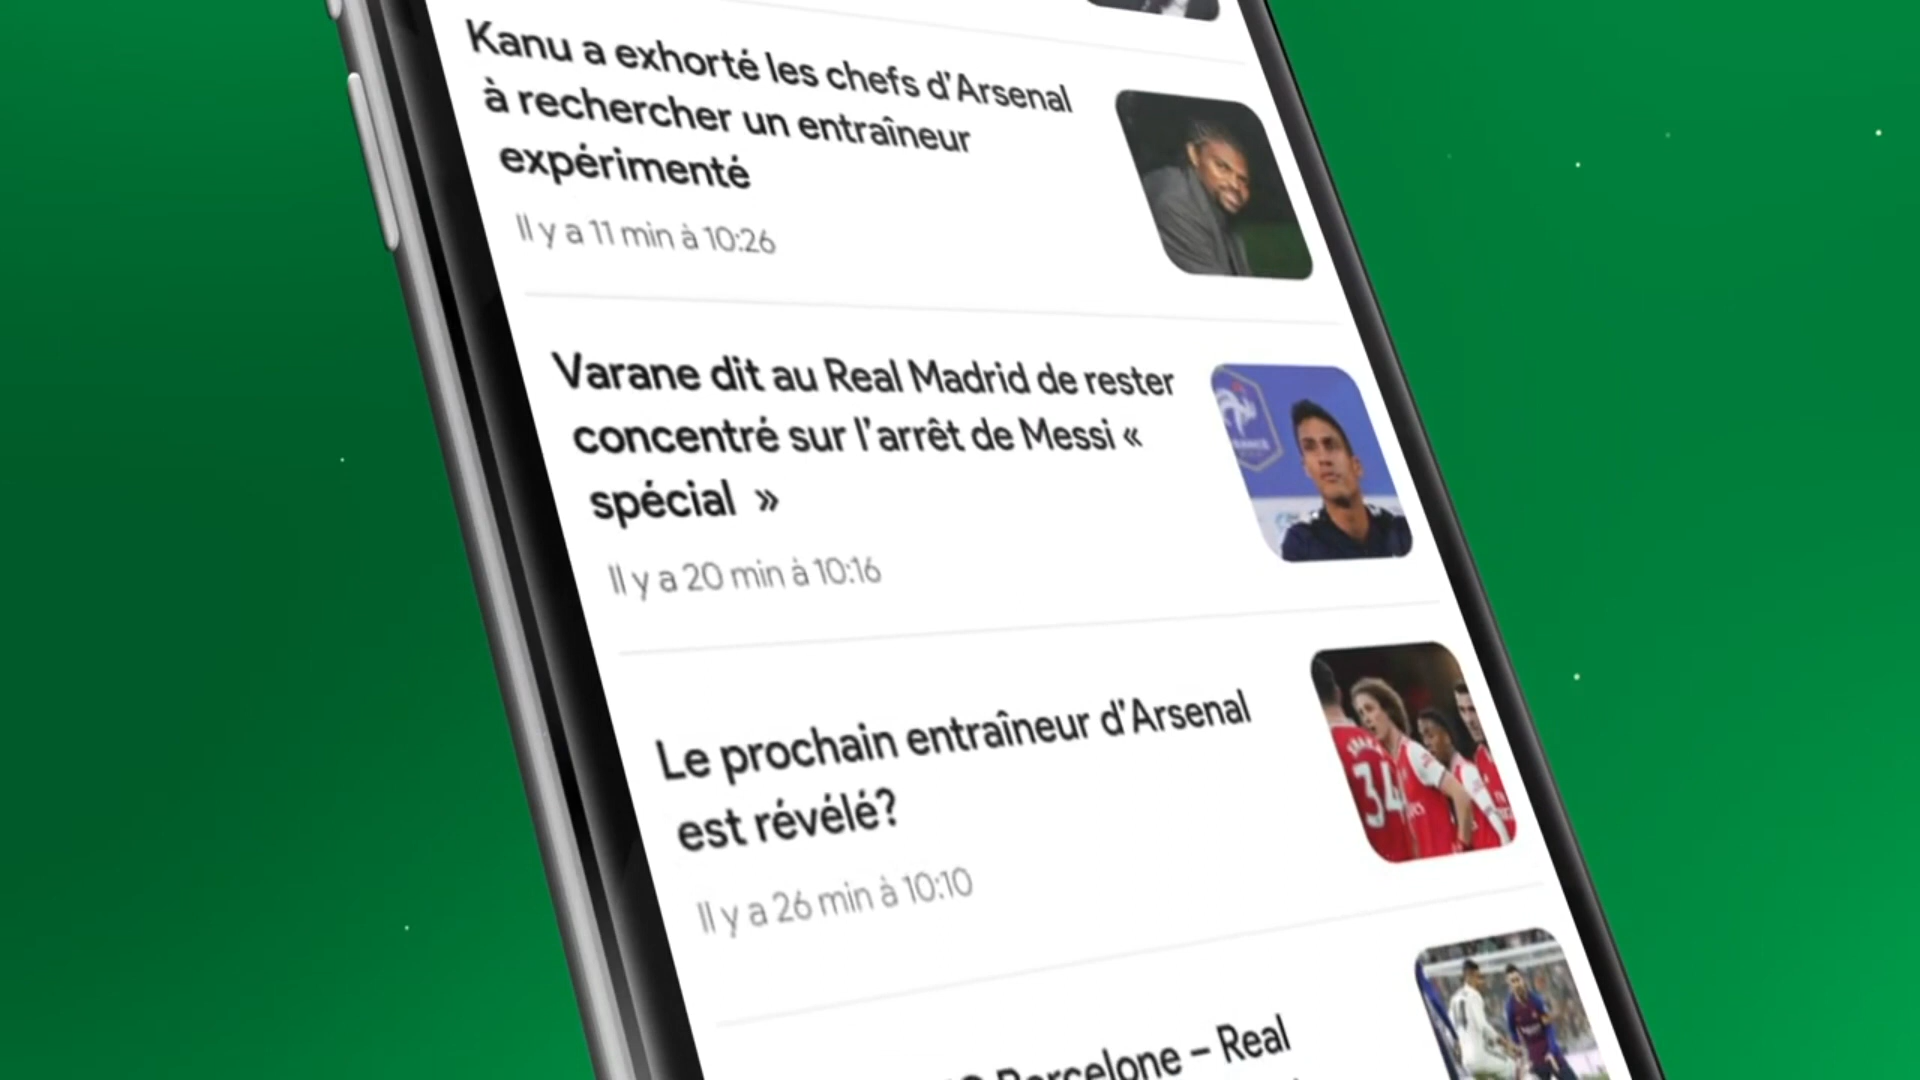 Kanu a exhorté les chefs d'Arsenal
à rechercher un entraîneur
expérimenté
Il y a 11 min à 10:26
Varane dit au Real Madrid de rester
concentré sur l'arrêt de Messi «
spécial »
Il y a 20 min à 10:16
Le prochain entraîneur d'Arsenal
est révélé?
Il y a 26 min à 10:10
34
Barcelone – Real